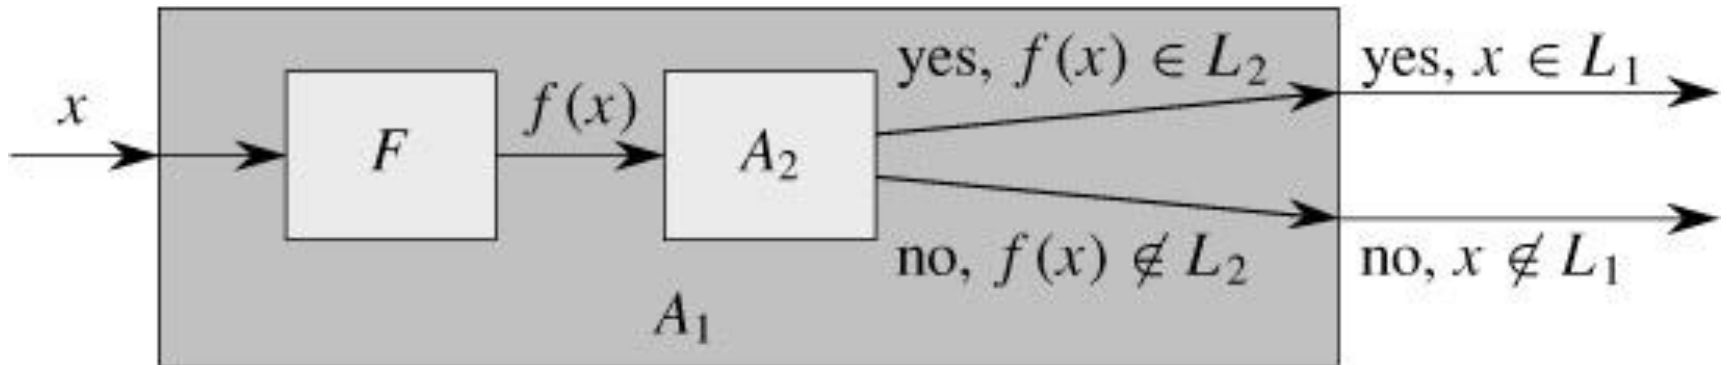 x
F
f(x)
A₂
yes, f(x) ∈ L₂
no, f(x) ∉ L₂
yes, x ∈ L₁
no, x ∉ L₁
A₁